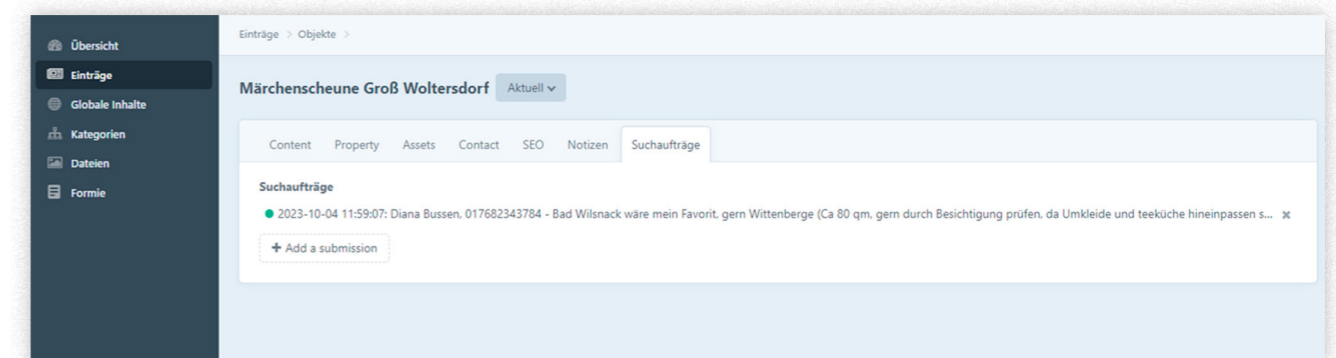 Übersicht
Einträge
Globale Inhalte
Kategorien
Dateien
Formie
Einträge > Objekte >
Märchenscheune Groß Woltersdorf Aktuell
Content Property Assets Contact SEO Notizen Suchaufträge
Suchaufträge
2023-10-04 11:59:07: Diana Bussen, 017682343784 - Bad Wilsnack wäre mein Favorit, gern Wittenberge (Ca 80 qm, gern durch Besichtigung prüfen, da Umkleide und teeküche hineinpassen s...
+ Add a submission